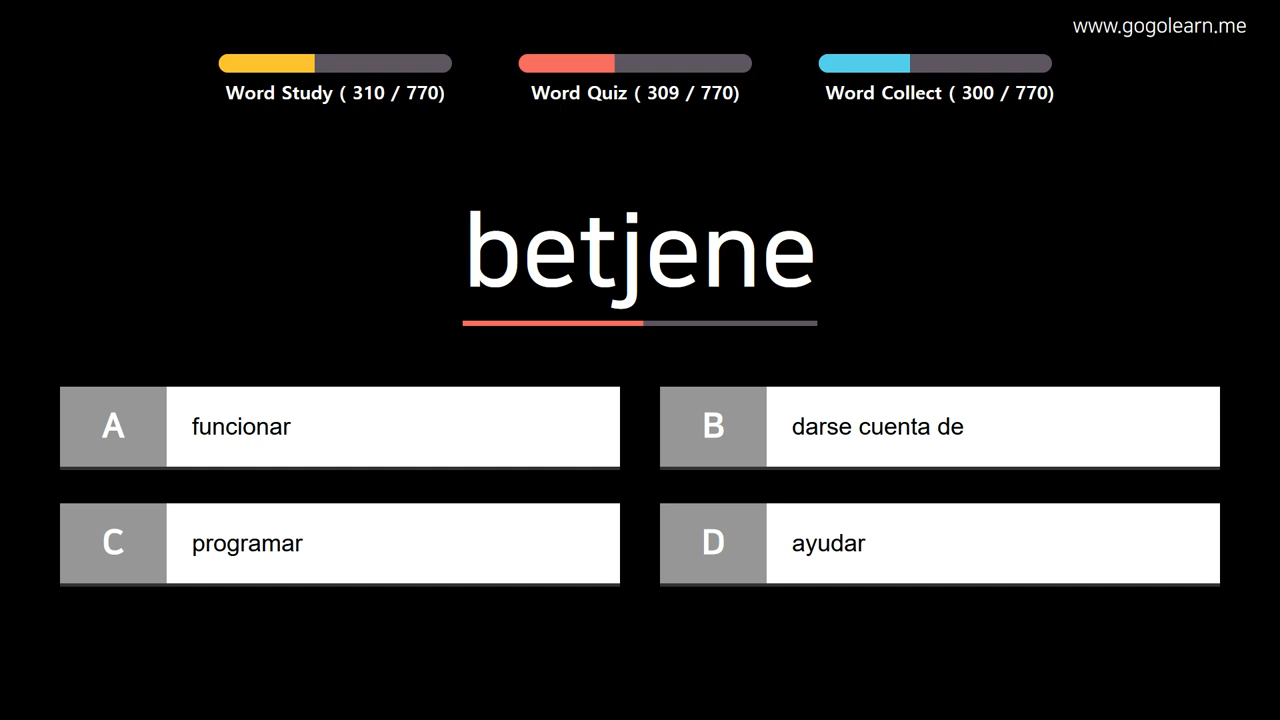 www.gogolearn.me
Word Study ( 310 / 770)
Word Quiz ( 309 / 770)
Word Collect ( 300 / 770)
betjene
A funcionar
B darse cuenta de
C programar
D ayudar